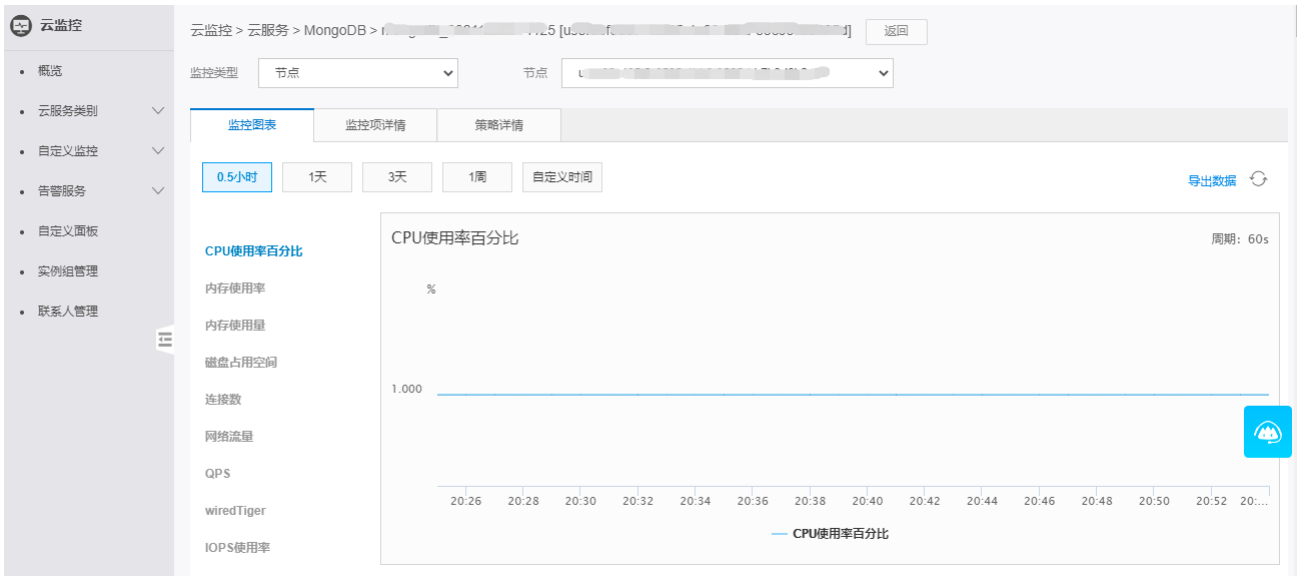 云监控
云监控 > 云服务 > MongoDB >
返回
概览
云服务类别
自定义监控
告警服务
自定义面板
实例组管理
联系人管理
监控类型 节点 节点
监控图表 监控项详情 策略详情
0.5小时 1天 3天 1周 自定义时间 导出数据
CPU使用率百分比
内存使用率
内存使用量
磁盘占用空间
连接数
网络流量
QPS
wiredTiger
IOPS使用率
CPU使用率百分比 周期：60s
%
1.000
20:26 20:28 20:30 20:32 20:34 20:36 20:38 20:40 20:42 20:44 20:46 20:48 20:50 20:52 20:...
CPU使用率百分比